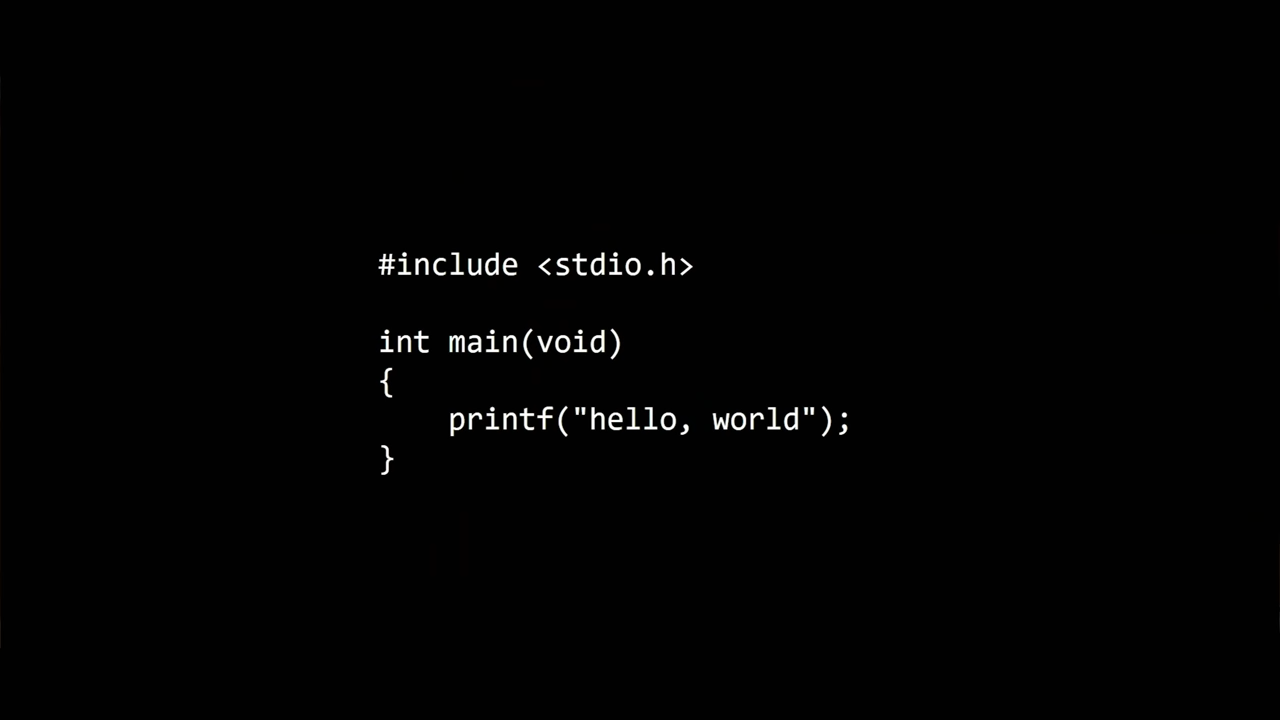 #include <stdio.h>

int main(void)
{
    printf("hello, world");
}